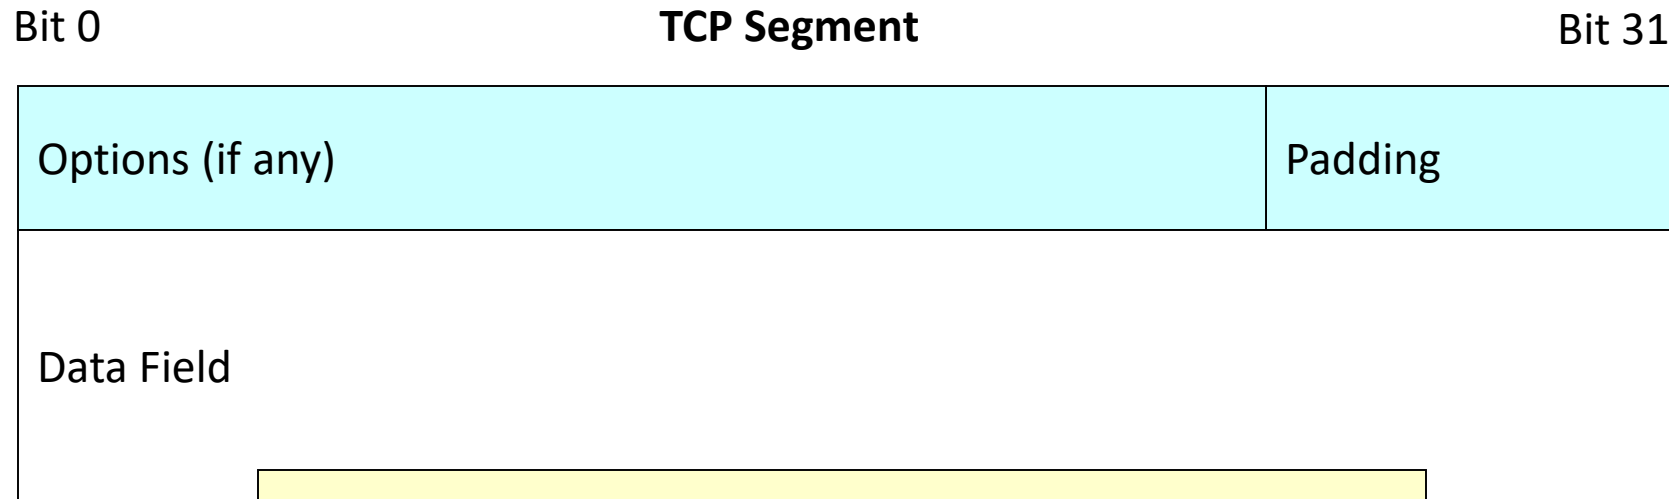 Bit 0 TCP Segment Bit 31
Options (if any) Padding
Data Field